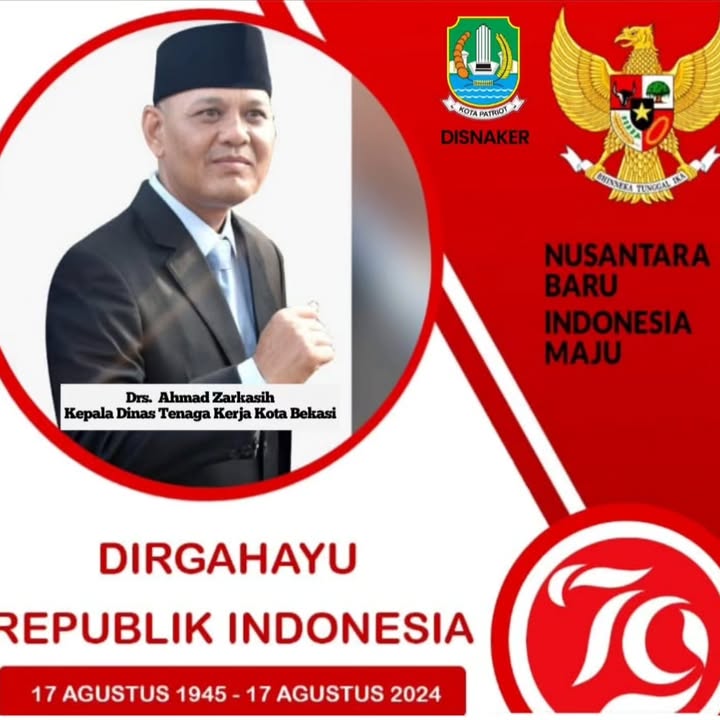 KOTA PATRIOT
DISNAKER
BHINNEKA TUNGGAL IKA
NUSANTARA
BARU
INDONESIA
MAJU
Drs. Ahmad Zarkasih
Kepala Dinas Tenaga Kerja Kota Bekasi
DIRGAHAYU
REPUBLIK INDONESIA
17 AGUSTUS 1945 - 17 AGUSTUS 2024
79